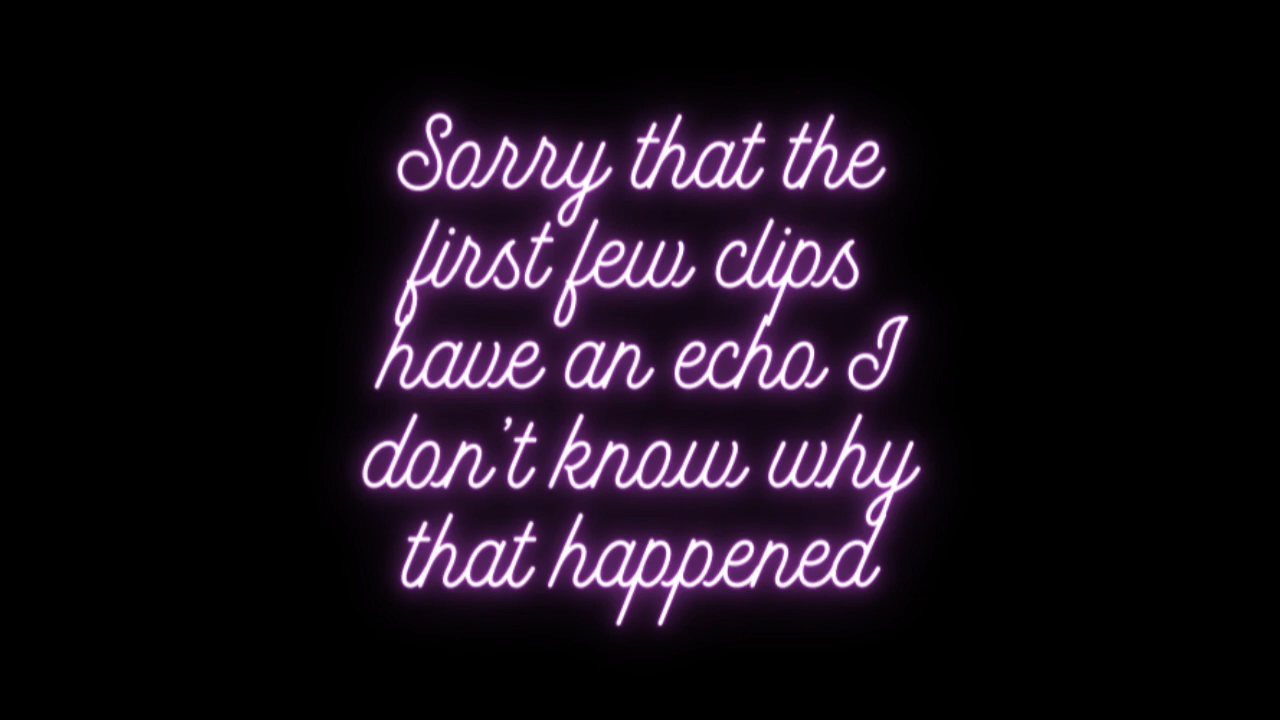 Sorry that the
first few clips
have an echo I
don't know why
that happened